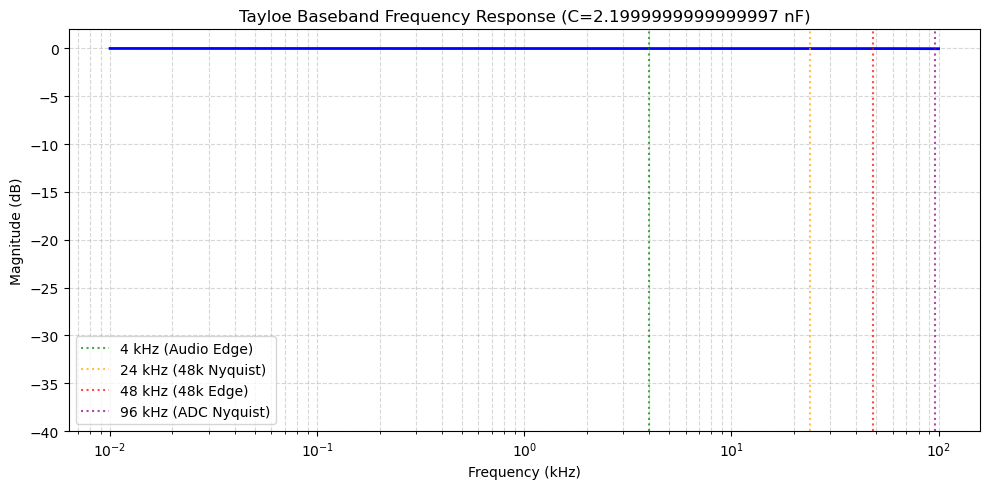 Tayloe Baseband Frequency Response (C=2.1999999999999997 nF)
Magnitude (dB)
0
−5
−10
−15
−20
−25
−30
−35
−40
4 kHz (Audio Edge)
24 kHz (48k Nyquist)
48 kHz (48k Edge)
96 kHz (ADC Nyquist)
10⁻² 10⁻¹ 10⁰ 10¹ 10²
Frequency (kHz)